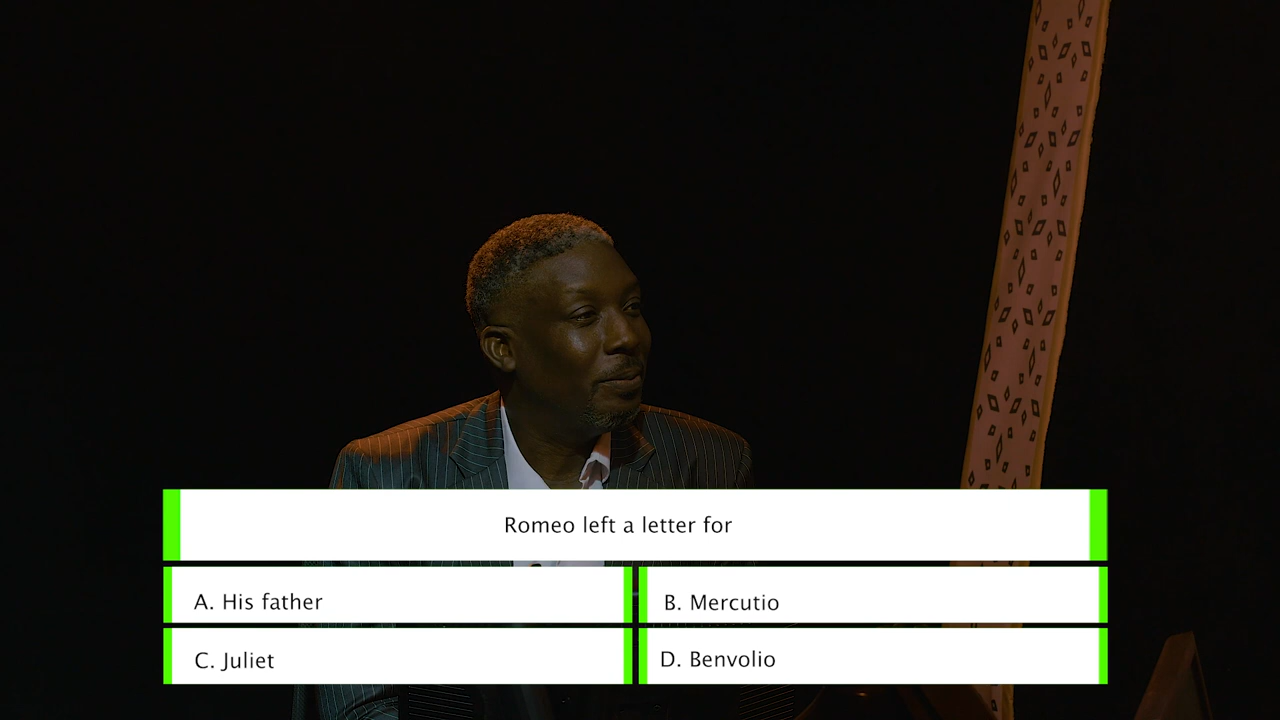 Romeo left a letter for
A. His father
B. Mercutio
C. Juliet
D. Benvolio